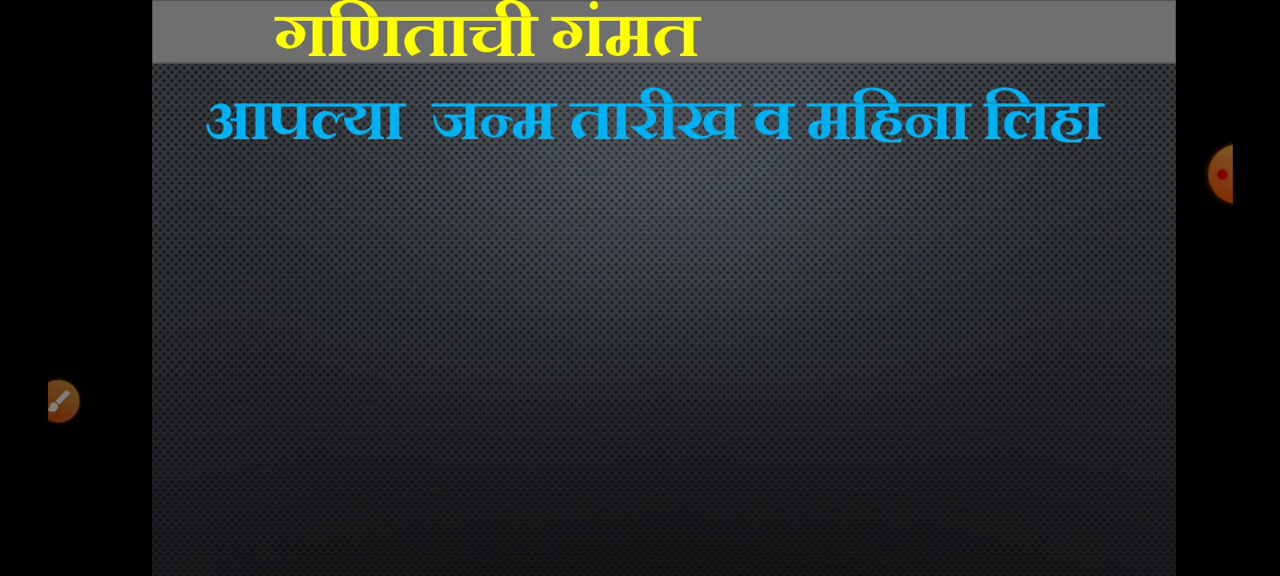 गणिताची गंमत
आपल्या जन्म तारीख व महिना लिहा